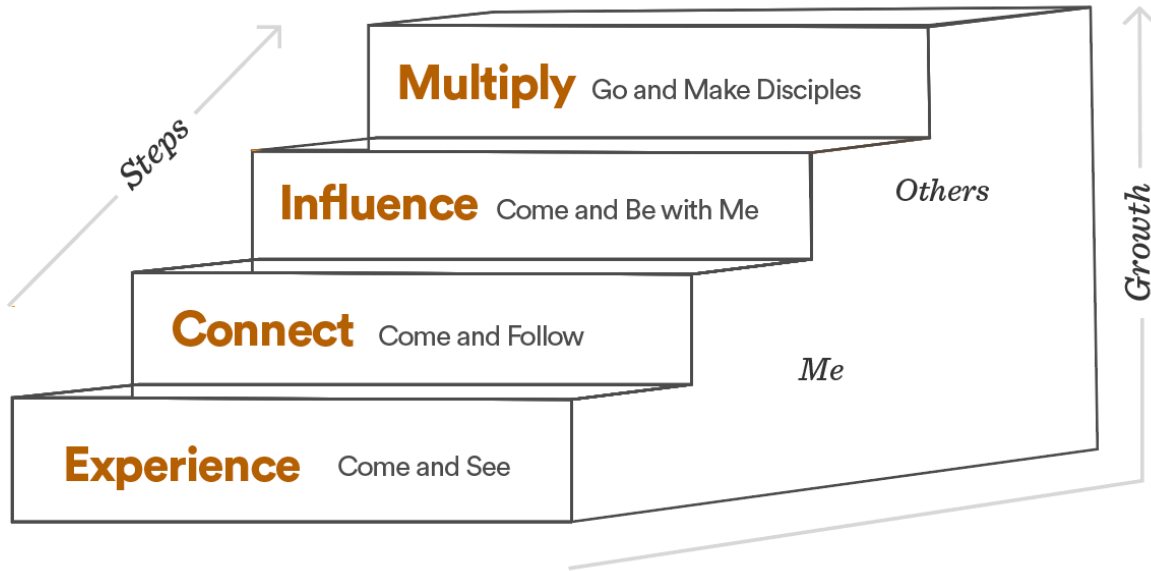 Multiply Go and Make Disciples
Steps
Influence Come and Be with Me
Others
Growth
Connect Come and Follow
Me
Experience Come and See